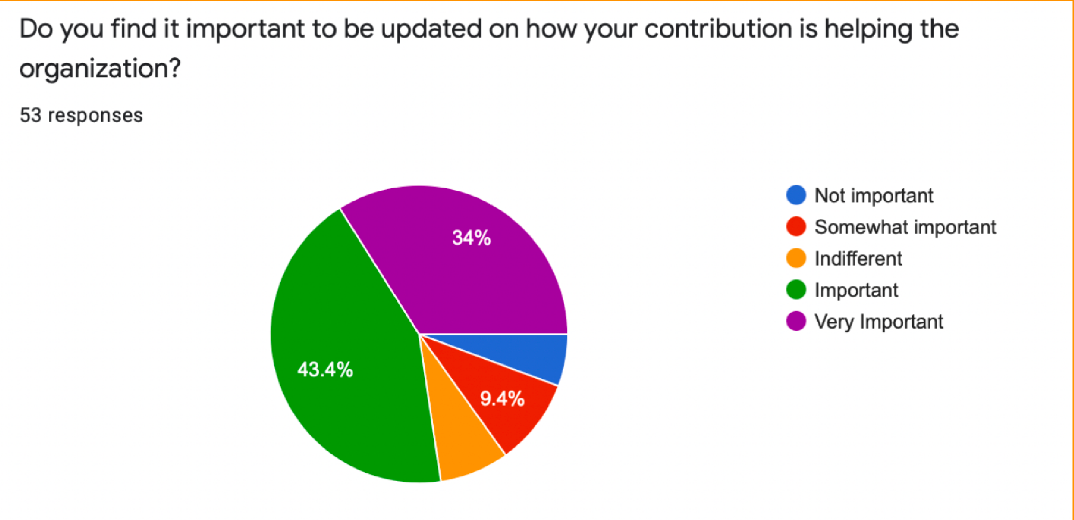 Do you find it important to be updated on how your contribution is helping the
organization?
53 responses
34%
43.4%
9.4%
Not important
Somewhat important
Indifferent
Important
Very Important